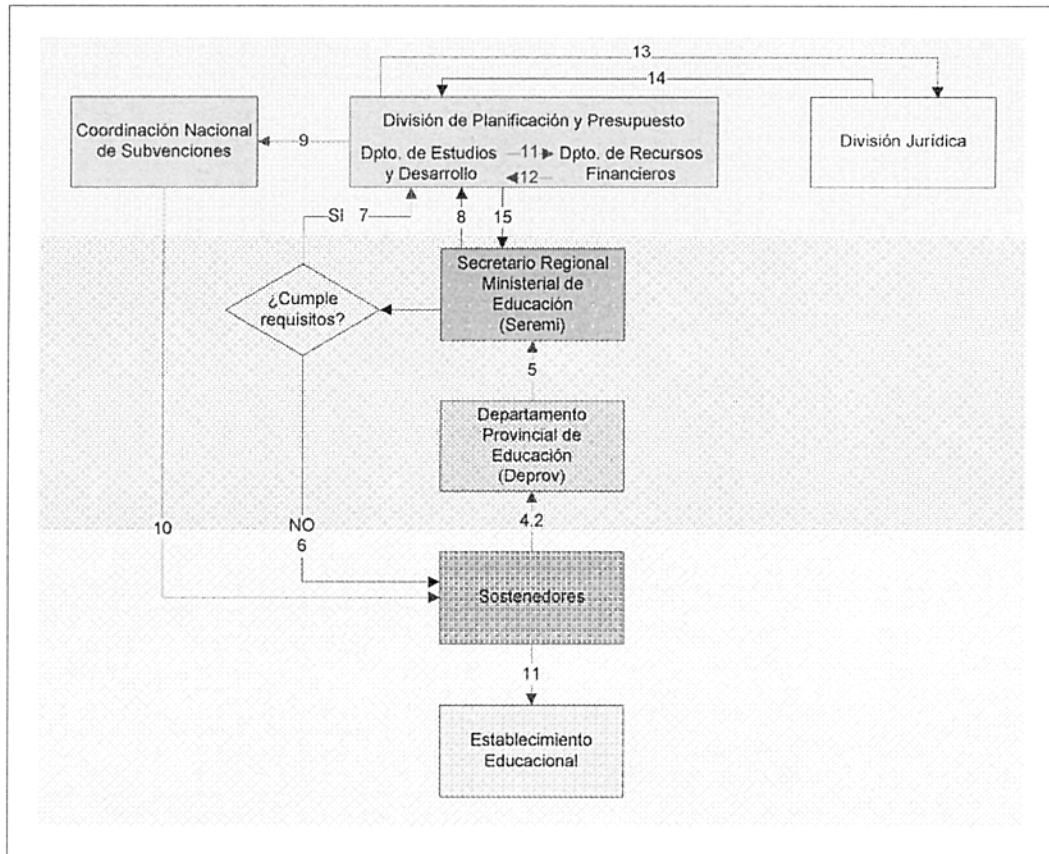 13
14
Coordinación Nacional
de Subvenciones
9
División de Planificación y Presupuesto
Dpto. de Estudios
y Desarrollo
11
12
Dpto. de Recursos
Financieros
División Jurídica
SI 7
8
15
Secretario Regional
Ministerial de
Educación
(Seremi)
¿Cumple
requisitos?
5
Departamento
Provincial de
Educación
(Deprov)
10
NO
6
4.2
Sostenedores
11
Establecimiento
Educacional